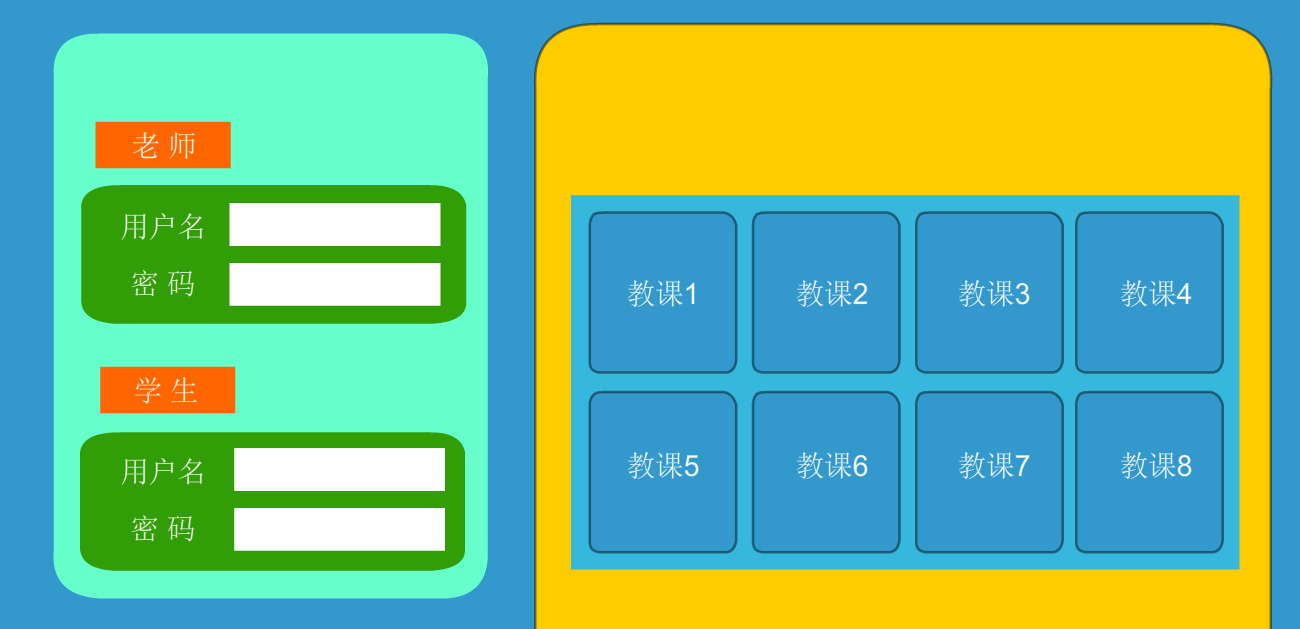 老 师
用户名
密 码
学 生
用户名
密 码
教课1 教课2 教课3 教课4
教课5 教课6 教课7 教课8